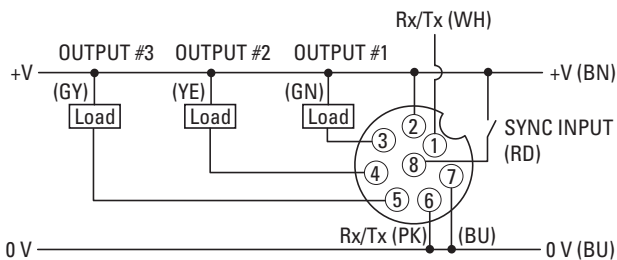 Rx/Tx (WH)
OUTPUT #3 OUTPUT #2 OUTPUT #1
+V +V (BN)
(GY) (YE) (GN)
Load Load Load
2
3 1 SYNC INPUT
8 (RD)
4 7
5 6
Rx/Tx (PK) (BU)
0 V 0 V (BU)